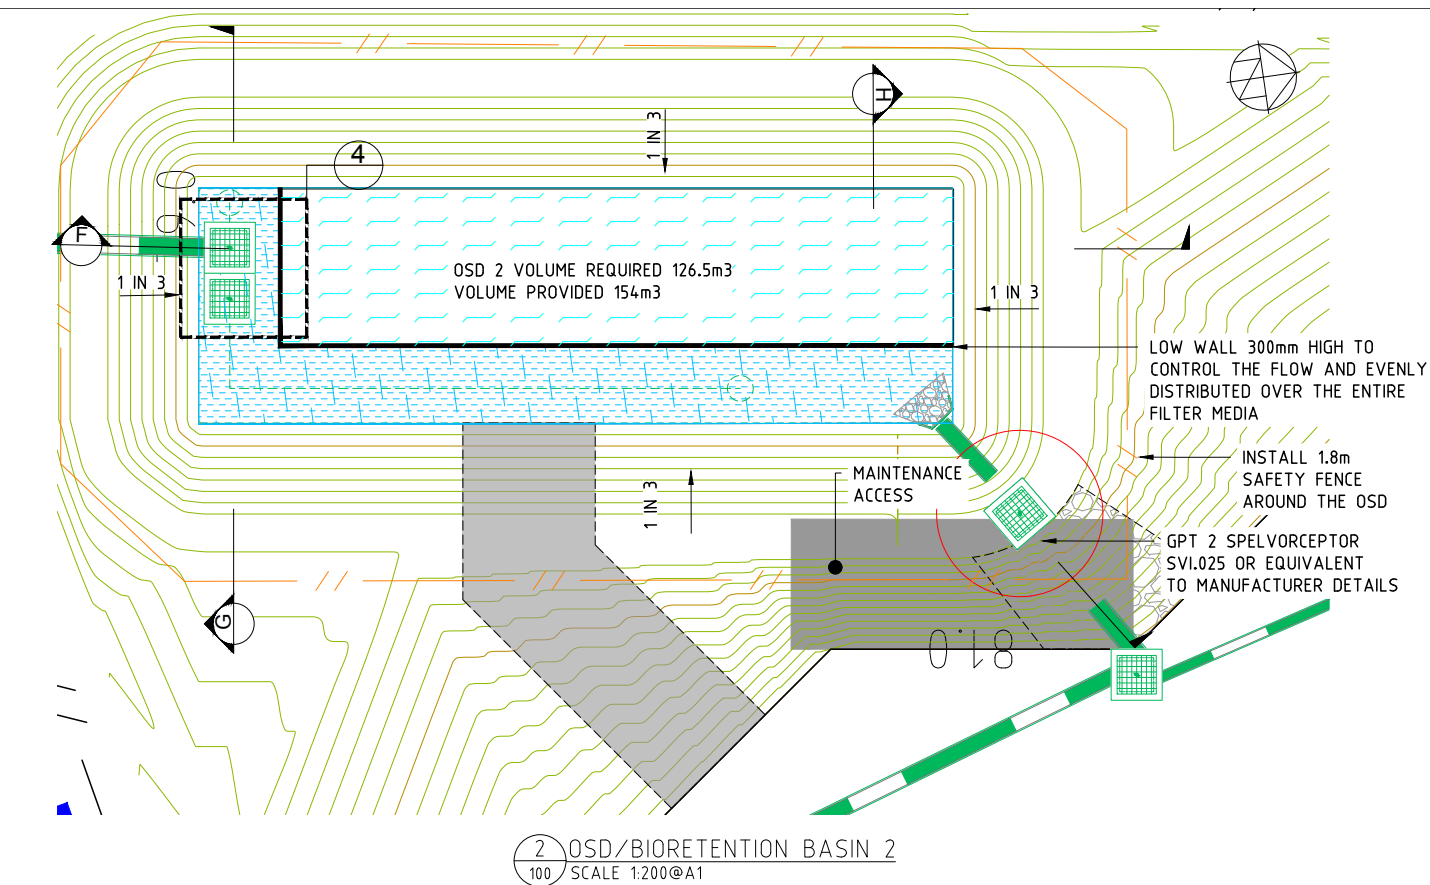 H
4
1 IN 3
F
OSD 2 VOLUME REQUIRED 126.5m3
VOLUME PROVIDED 154m3
1 IN 3
1 IN 3
LOW WALL 300mm HIGH TO
CONTROL THE FLOW AND EVENLY
DISTRIBUTED OVER THE ENTIRE
FILTER MEDIA
INSTALL 1.8m
SAFETY FENCE
AROUND THE OSD
MAINTENANCE
ACCESS
1 IN 3
GPT 2 SPELVORCEPTOR
SVI.025 OR EQUIVALENT
TO MANUFACTURER DETAILS
G
81.0
2
100
OSD/BIORETENTION BASIN 2
SCALE 1:200@A1